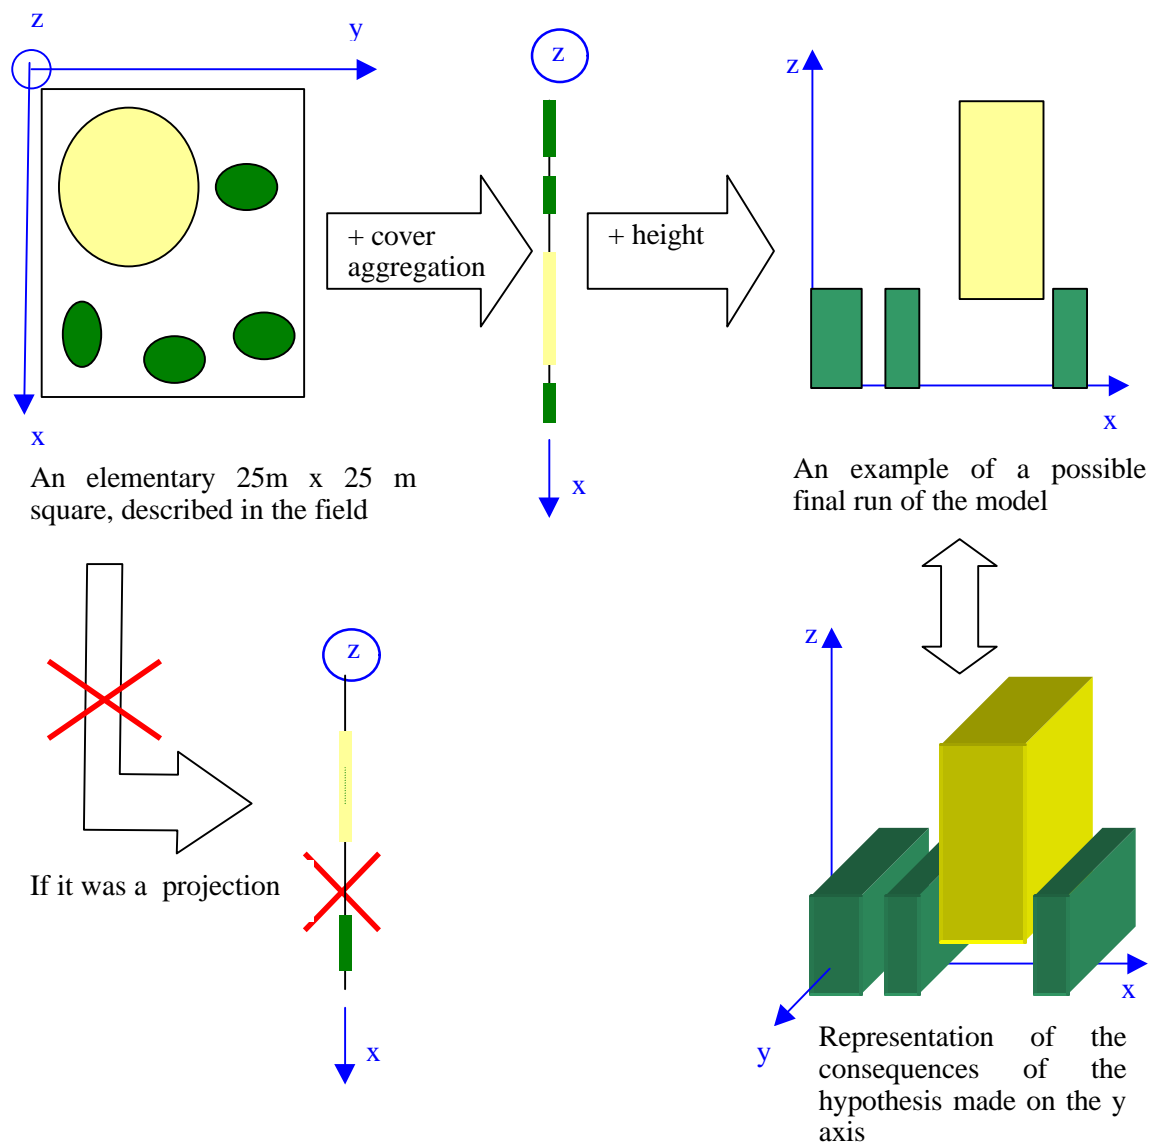 z
y
x
An elementary 25m x 25 m
square, described in the field
+ cover
aggregation
z
x
+ height
z
x
An example of a possible
final run of the model
If it was a projection
z
x
z
x
y
Representation of the
consequences of the
hypothesis made on the y
axis